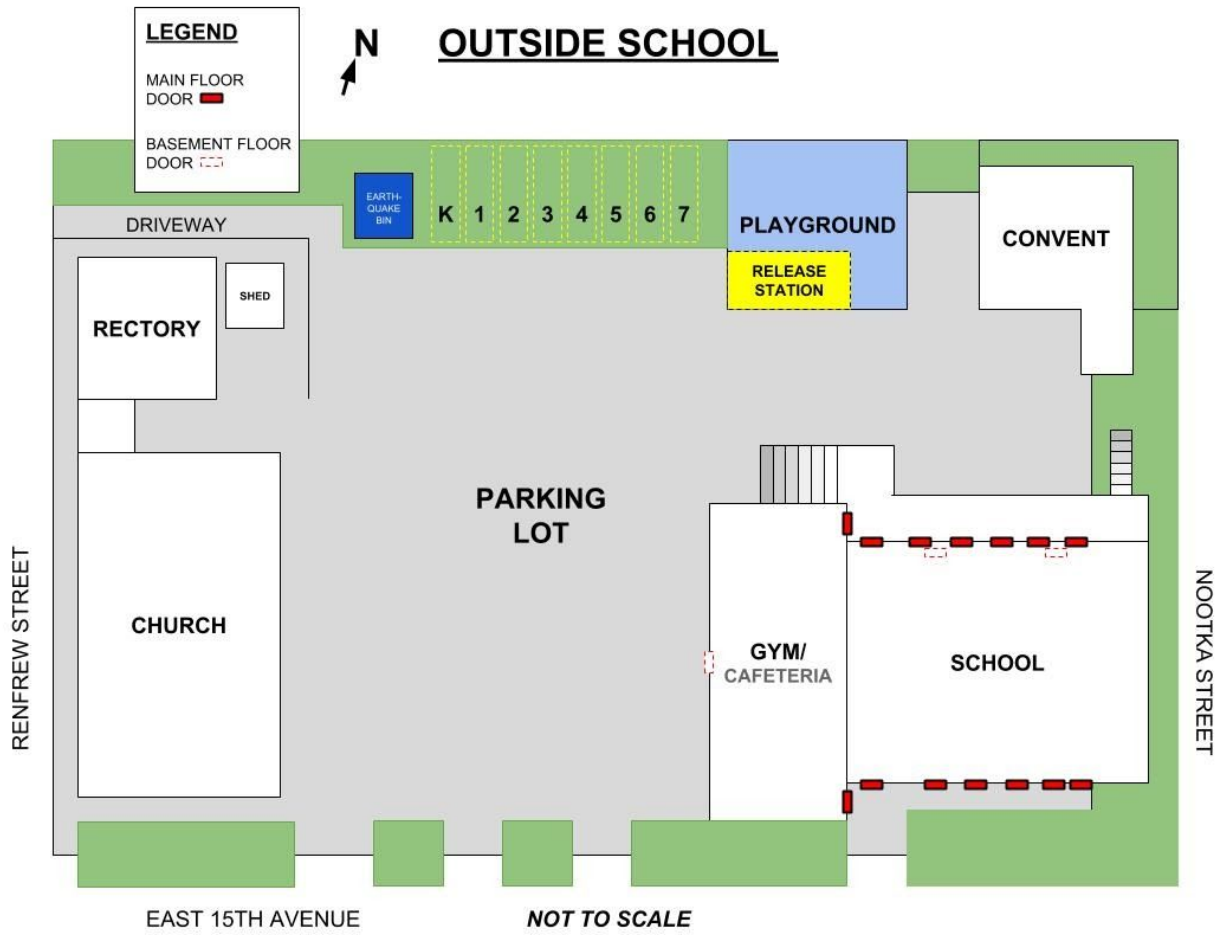 LEGEND
MAIN FLOOR
DOOR
BASEMENT FLOOR
DOOR
N
OUTSIDE SCHOOL
DRIVEWAY
EARTH-
QUAKE
BIN
K 1 2 3 4 5 6 7
PLAYGROUND
RELEASE
STATION
CONVENT
SHED
RECTORY
PARKING
LOT
CHURCH
GYM/
CAFETERIA
SCHOOL
RENFREW STREET
NOOTKA STREET
EAST 15TH AVENUE
NOT TO SCALE